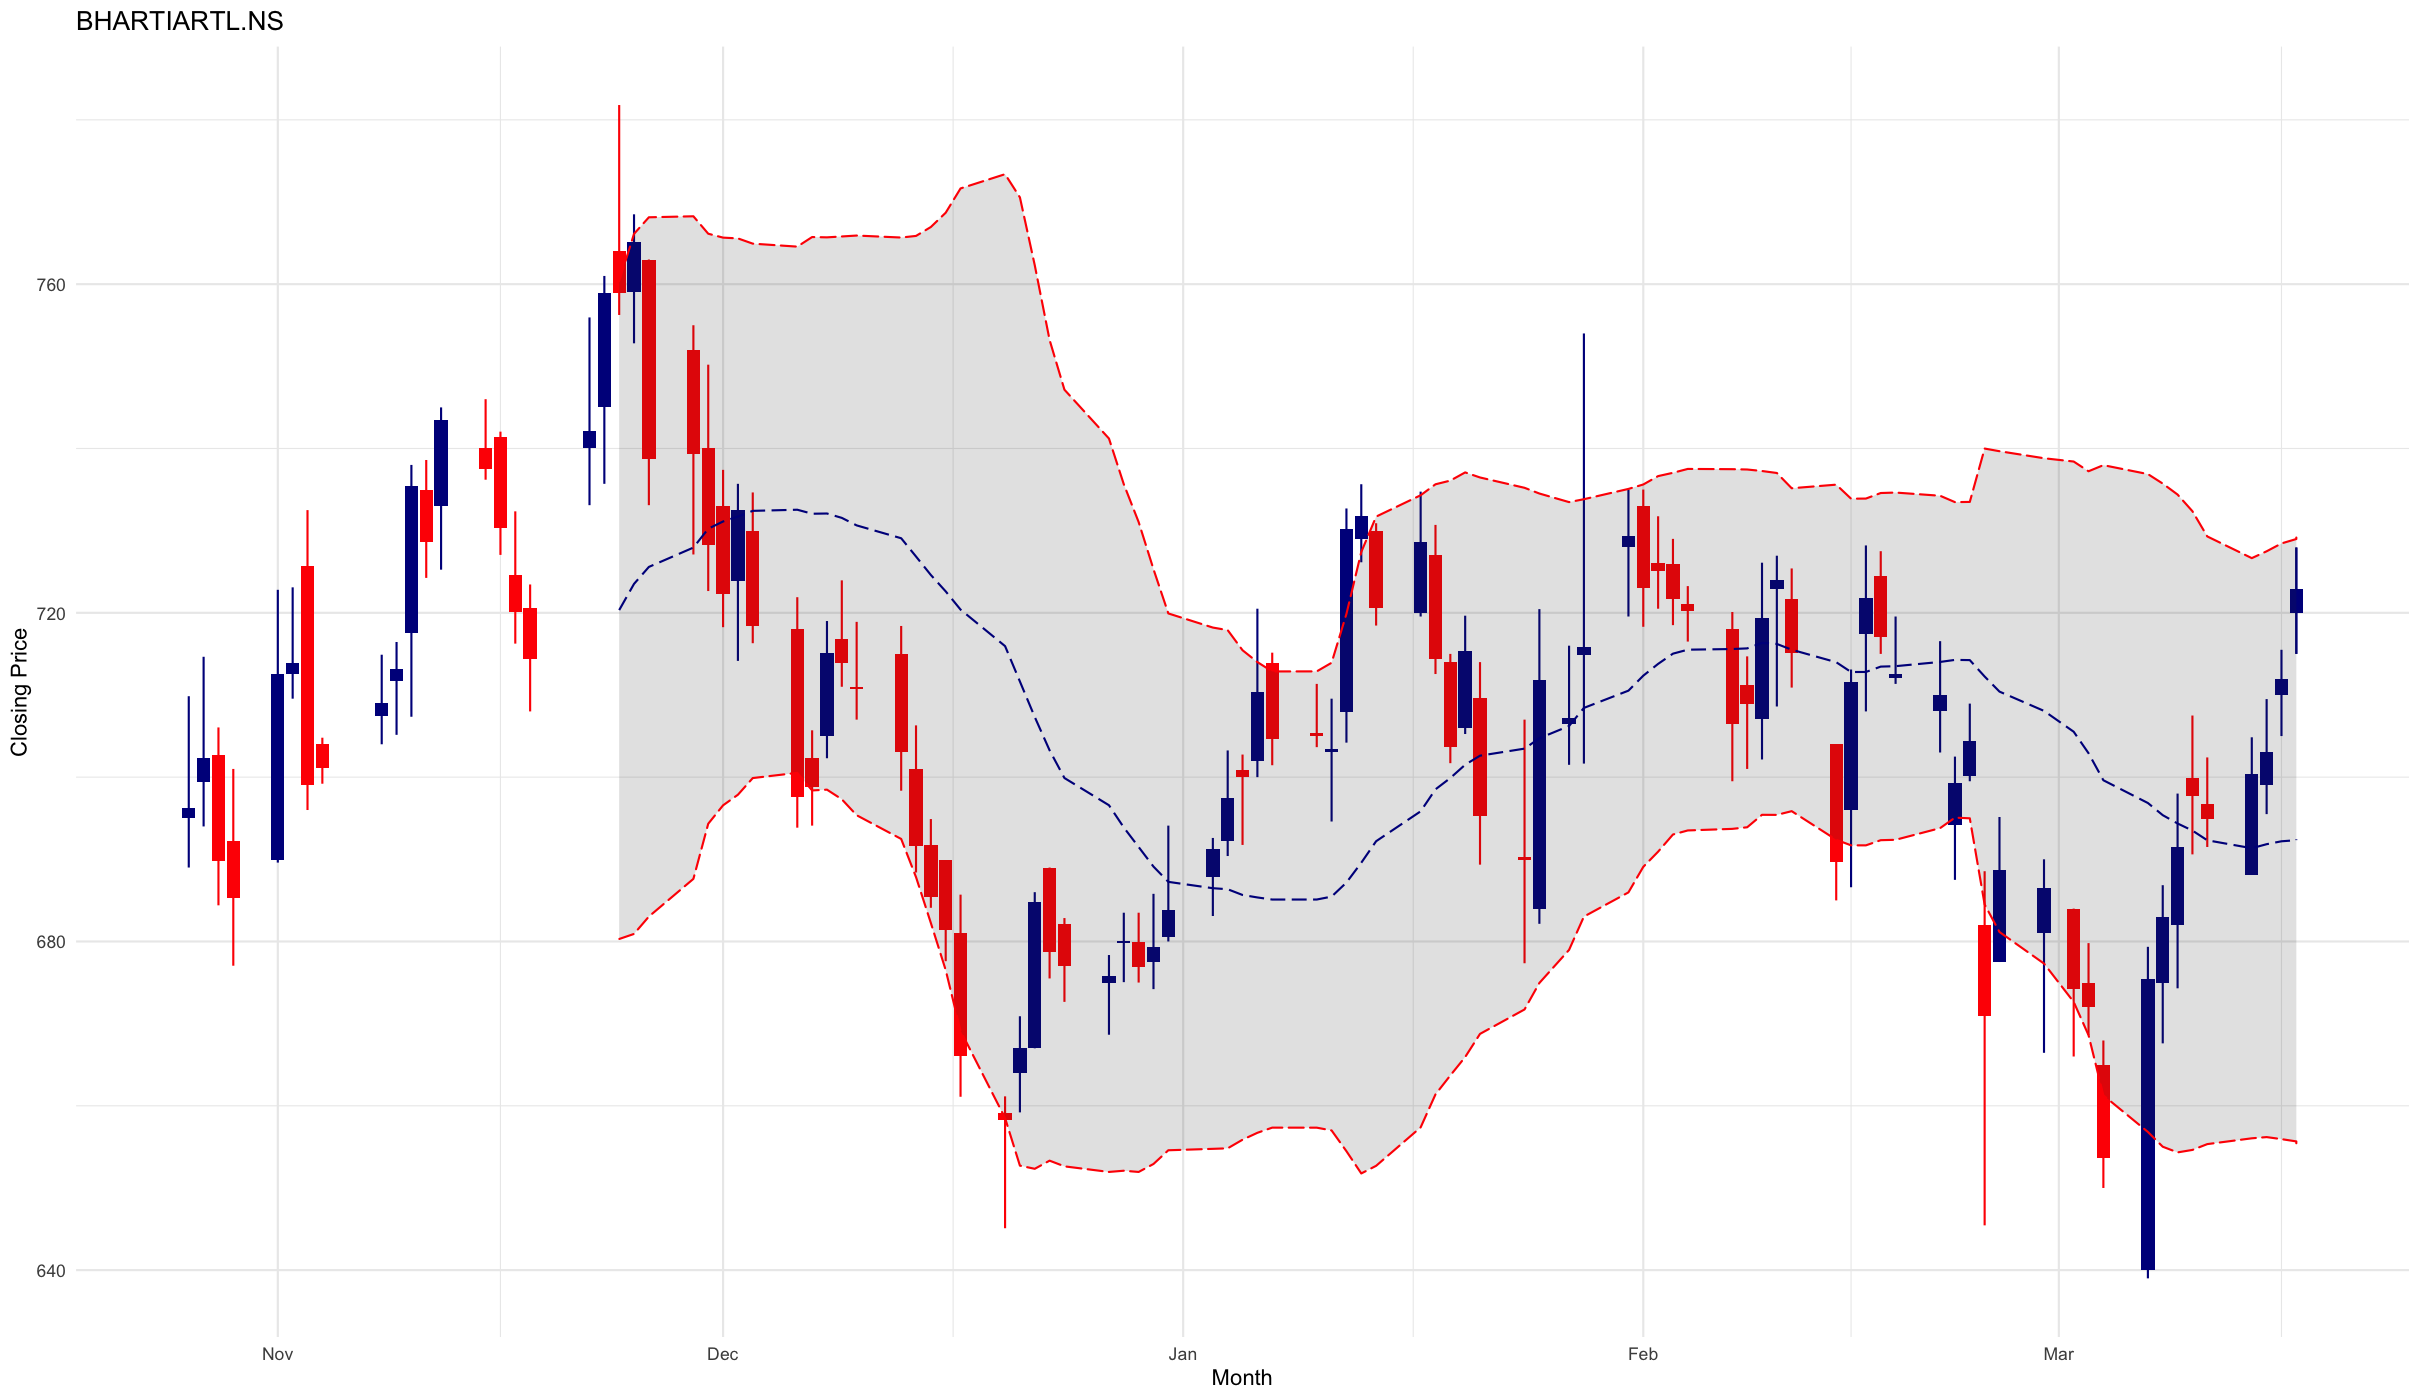 BHARTIARTL.NS
Closing Price
760
720
680
640
Nov Dec Jan Feb Mar
Month